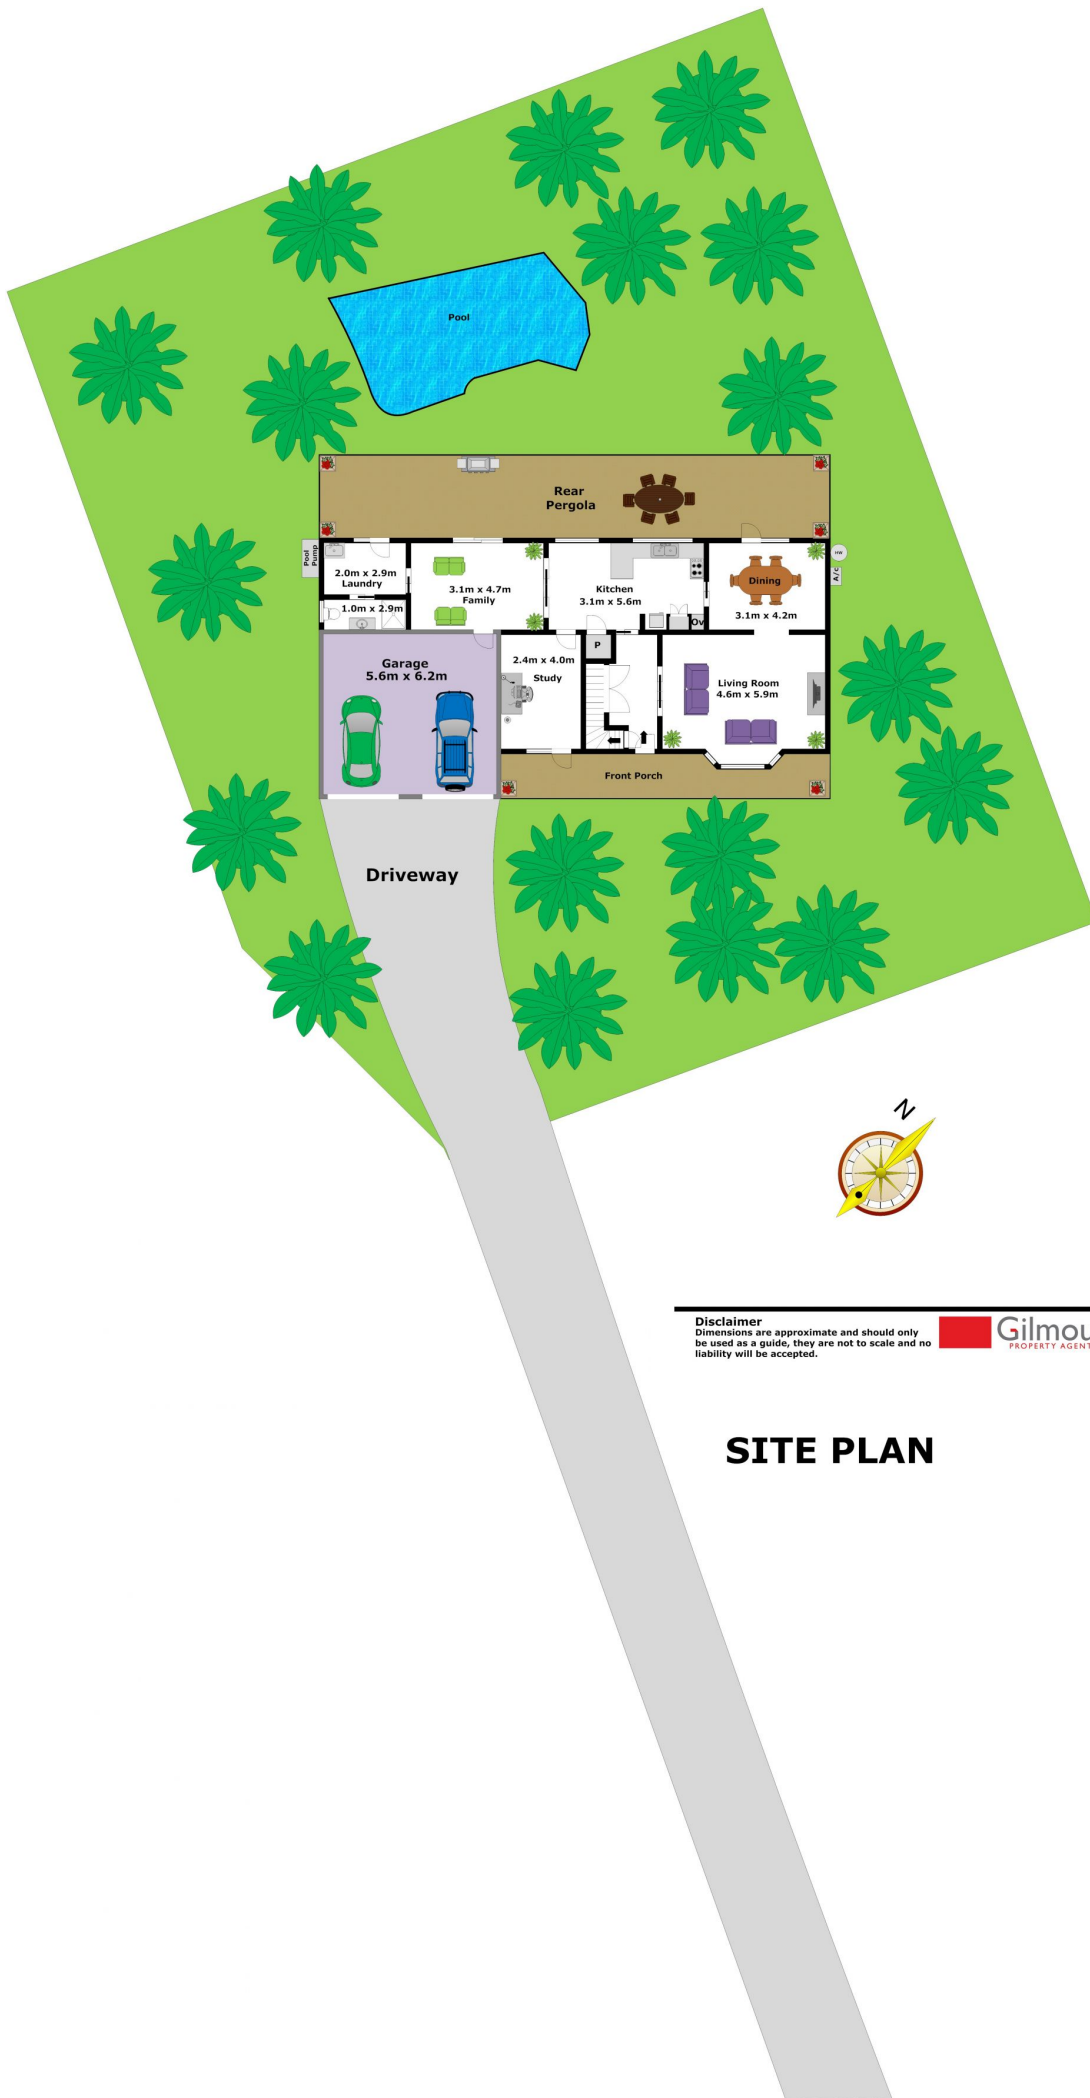 Pool
Rear
Pergola
Pool
Pump
2.0m x 2.9m
Laundry
1.0m x 2.9m
3.1m x 4.7m
Family
Kitchen
3.1m x 5.6m
Ov
Dining
3.1m x 4.2m
HW
A/c
Garage
5.6m x 6.2m
2.4m x 4.0m
Study
P
Living Room
4.6m x 5.9m
Front Porch
Driveway
N
Disclaimer
Dimensions are approximate and should only
be used as a guide, they are not to scale and no
liability will be accepted.
Gilmou
PROPERTY AGENT
SITE PLAN